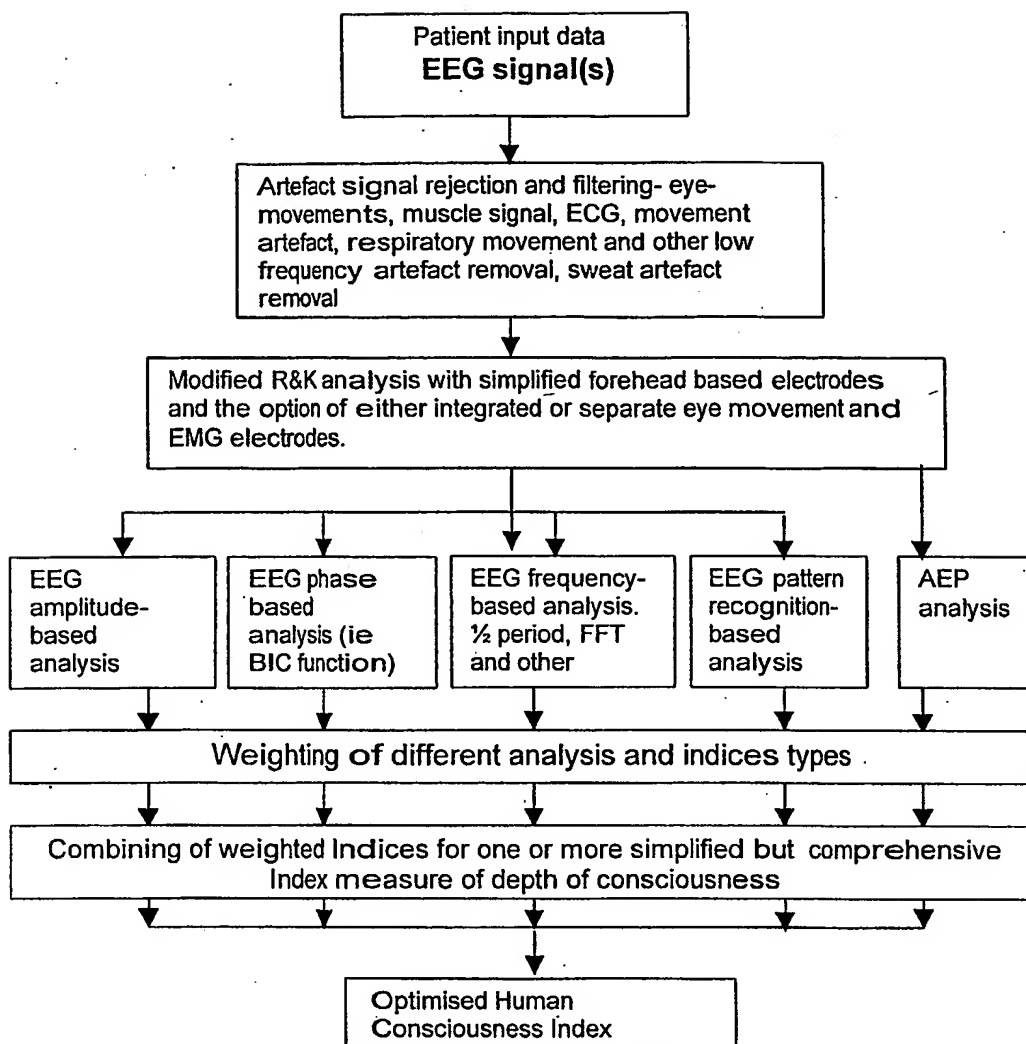 Patient input data
EEG signal(s)
Artefact signal rejection and filtering- eye-
movements, muscle signal, ECG, movement
artefact, respiratory movement and other low
frequency artefact removal, sweat artefact
removal
Modified R&K analysis with simplified forehead based electrodes
and the option of either integrated or separate eye movement and
EMG electrodes.
EEG
amplitude-
based
analysis
EEG phase
based
analysis (ie
BIC function)
EEG frequency-
based analysis.
½ period, FFT
and other
EEG pattern
recognition-
based
analysis
AEP
analysis
Weighting of different analysis and indices types
Combining of weighted Indices for one or more simplified but comprehensive
Index measure of depth of consciousness
Optimised Human
Consciousness Index